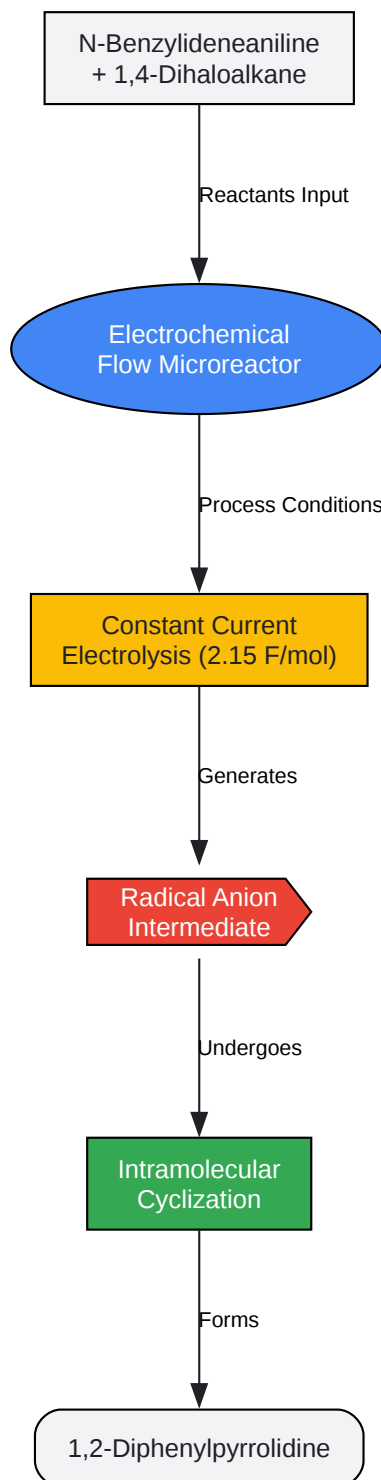 N-Benzylideneaniline
+ 1,4-Dihaloalkane
Reactants Input
Electrochemical
Flow Microreactor
Process Conditions
Constant Current
Electrolysis (2.15 F/mol)
Generates
Radical Anion
Intermediate
Undergoes
Intramolecular
Cyclization
Forms
1,2-Diphenylpyrrolidine